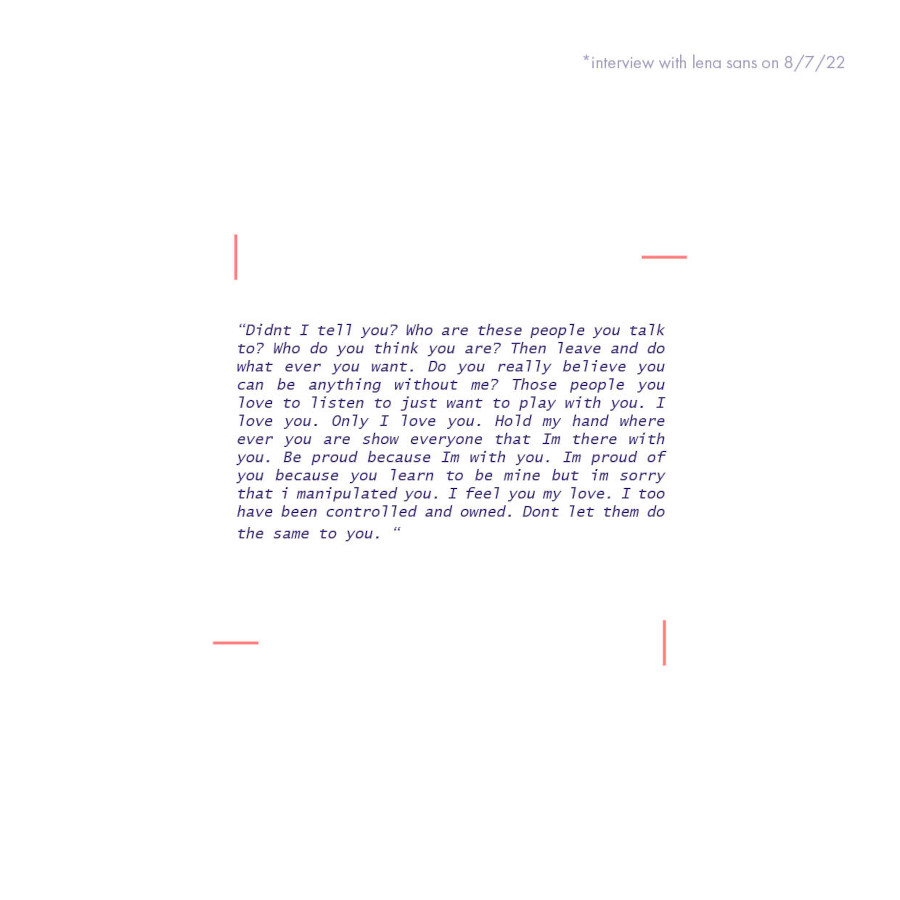 *interview with lena sans on 8/7/22
“Didnt I tell you? Who are these people you talk
to? Who do you think you are? Then leave and do
what ever you want. Do you really believe you
can be anything without me? Those people you
love to listen to just want to play with you. I
love you. Only I love you. Hold my hand where
ever you are show everyone that Im there with
you. Be proud because Im with you. Im proud of
you because you learn to be mine but im sorry
that i manipulated you. I feel you my love. I too
have been controlled and owned. Dont let them do
the same to you. “